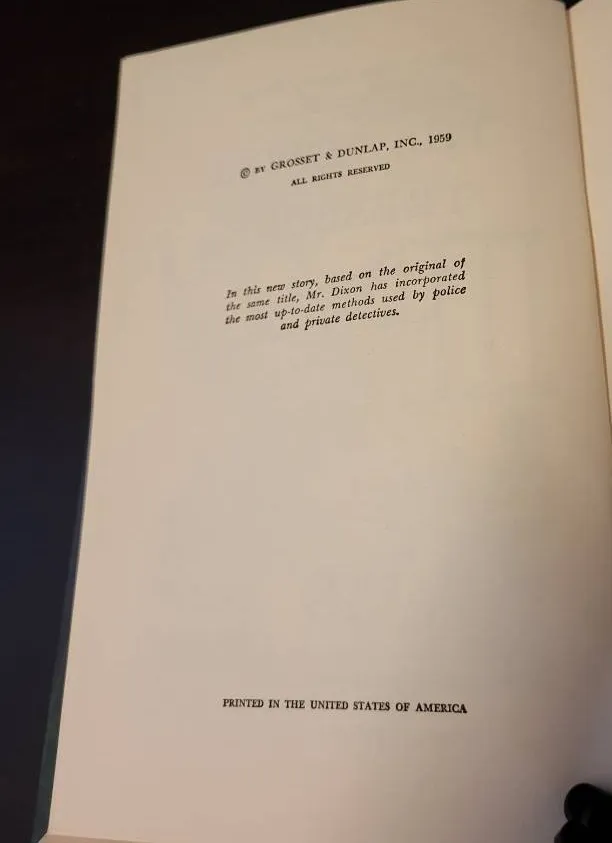 © BY GROSSET & DUNLAP, INC., 1959
ALL RIGHTS RESERVED
In this new story, based on the original of
the same title, Mr. Dixon has incorporated
the most up-to-date methods used by police
and private detectives.
PRINTED IN THE UNITED STATES OF AMERICA